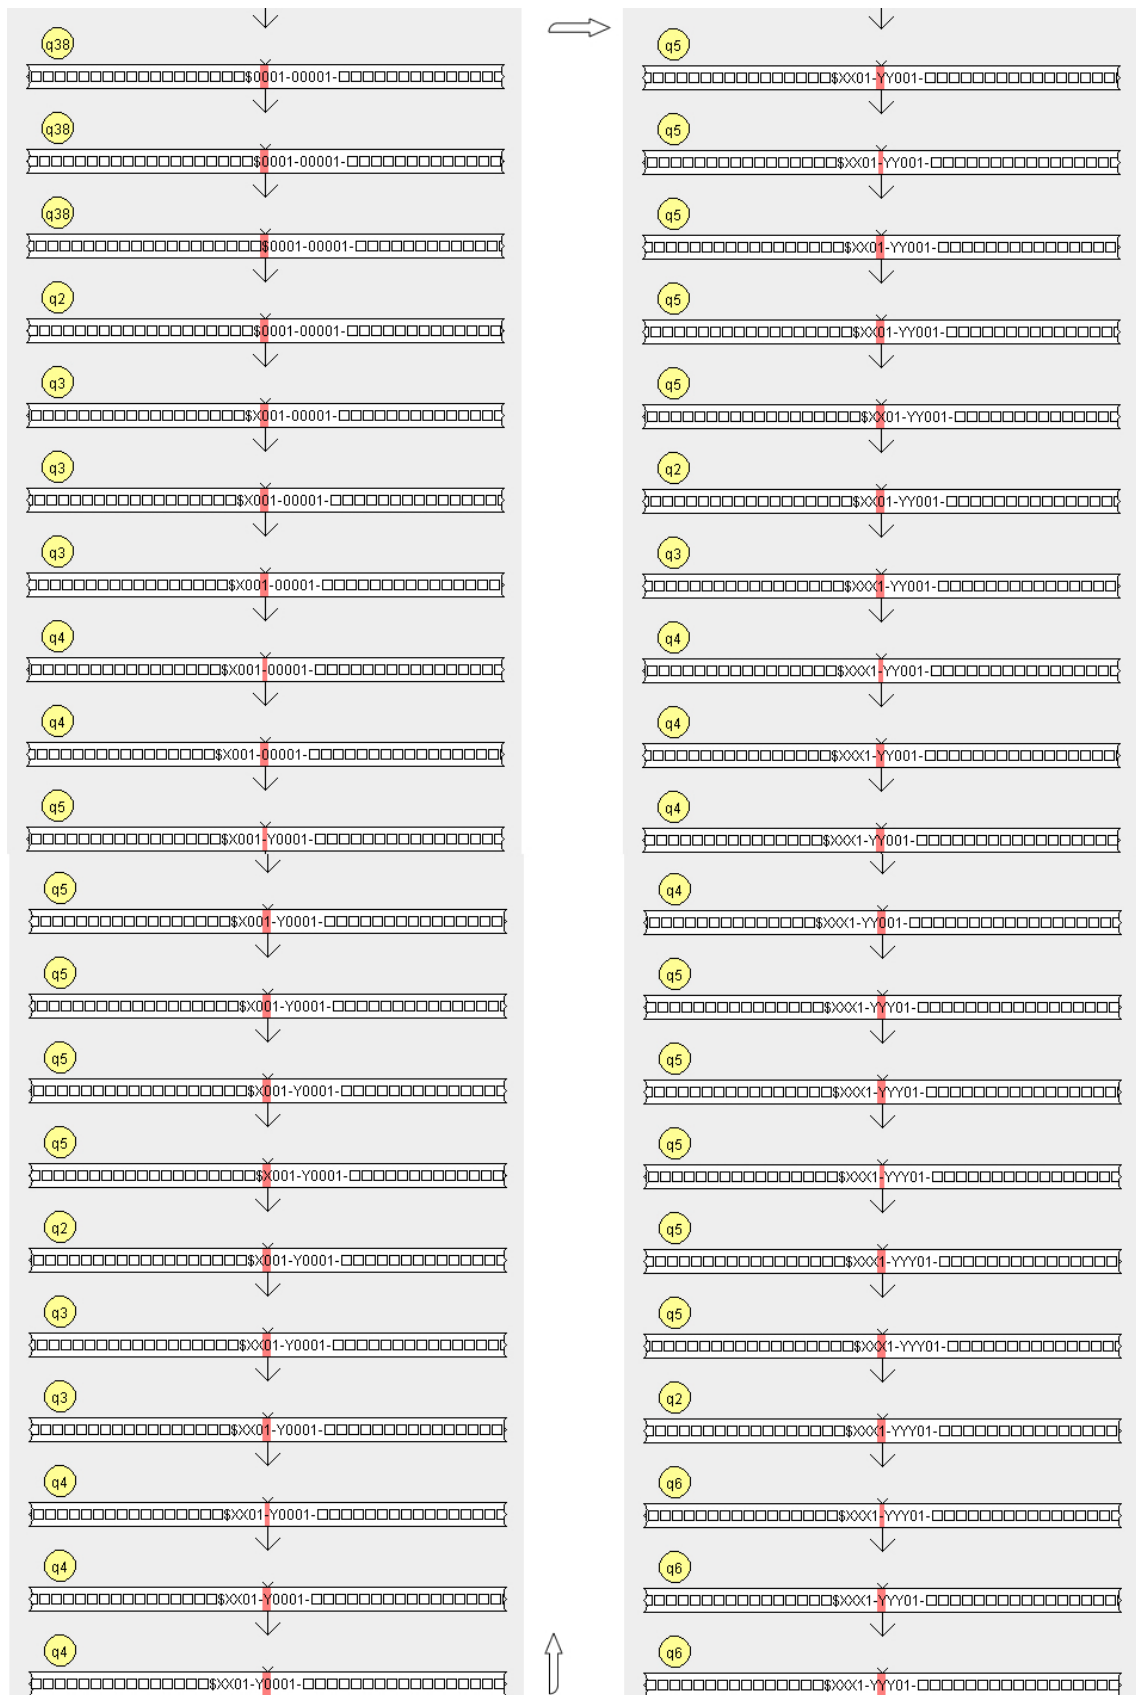 q38
$0001-00001-
q38
$0001-00001-
q38
$0001-00001-
q2
$0001-00001-
q3
$X001-00001-
q3
$X001-00001-
q3
$X001-00001-
q4
$X001-00001-
q4
$X001-00001-
q5
$X001-Y0001-
q5
$X001-Y0001-
q5
$X001-Y0001-
q5
$X001-Y0001-
q5
$X001-Y0001-
q2
$X001-Y0001-
q3
$XX01-Y0001-
q3
$XX01-Y0001-
q4
$XX01-Y0001-
q4
$XX01-Y0001-
q4
$XX01-Y0001-
q5
$XX01-YY001-
q5
$XX01-YY001-
q5
$XX01-YY001-
q5
$XX01-YY001-
q5
$XX01-YY001-
q2
$XX01-YY001-
q3
$XXX1-YY001-
q4
$XXX1-YY001-
q4
$XXX1-YY001-
q4
$XXX1-YY001-
q4
$XXX1-YY001-
q5
$XXX1-YYY01-
q5
$XXX1-YYY01-
q5
$XXX1-YYY01-
q5
$XXX1-YYY01-
q5
$XXX1-YYY01-
q2
$XXX1-YYY01-
q6
$XXX1-YYY01-
q6
$XXX1-YYY01-
q6
$XXX1-YYY01-